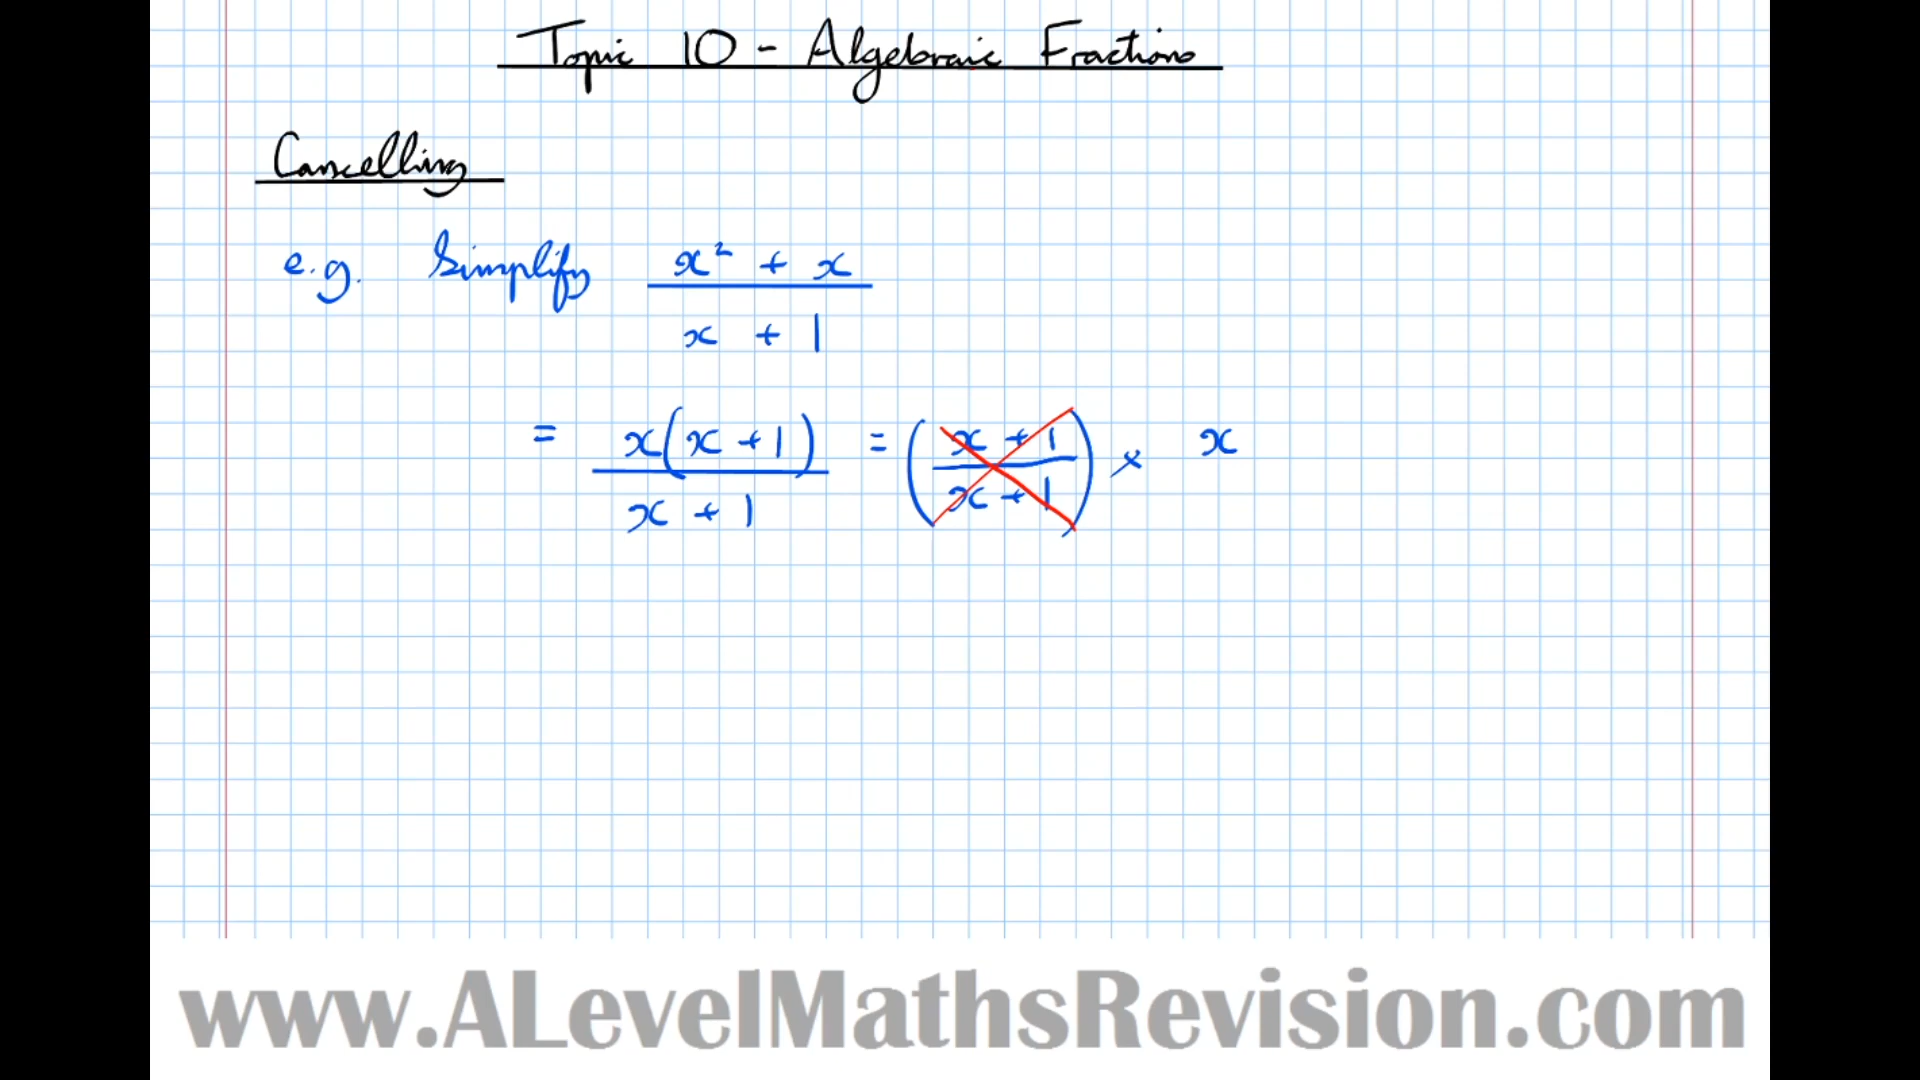 Topic 10 - Algebraic Fractions
Cancelling
e.g. Simplify x² + x / x + 1
= x(x + 1) / x + 1 = (x + 1 / x + 1) × x
www.ALevelMathsRevision.com